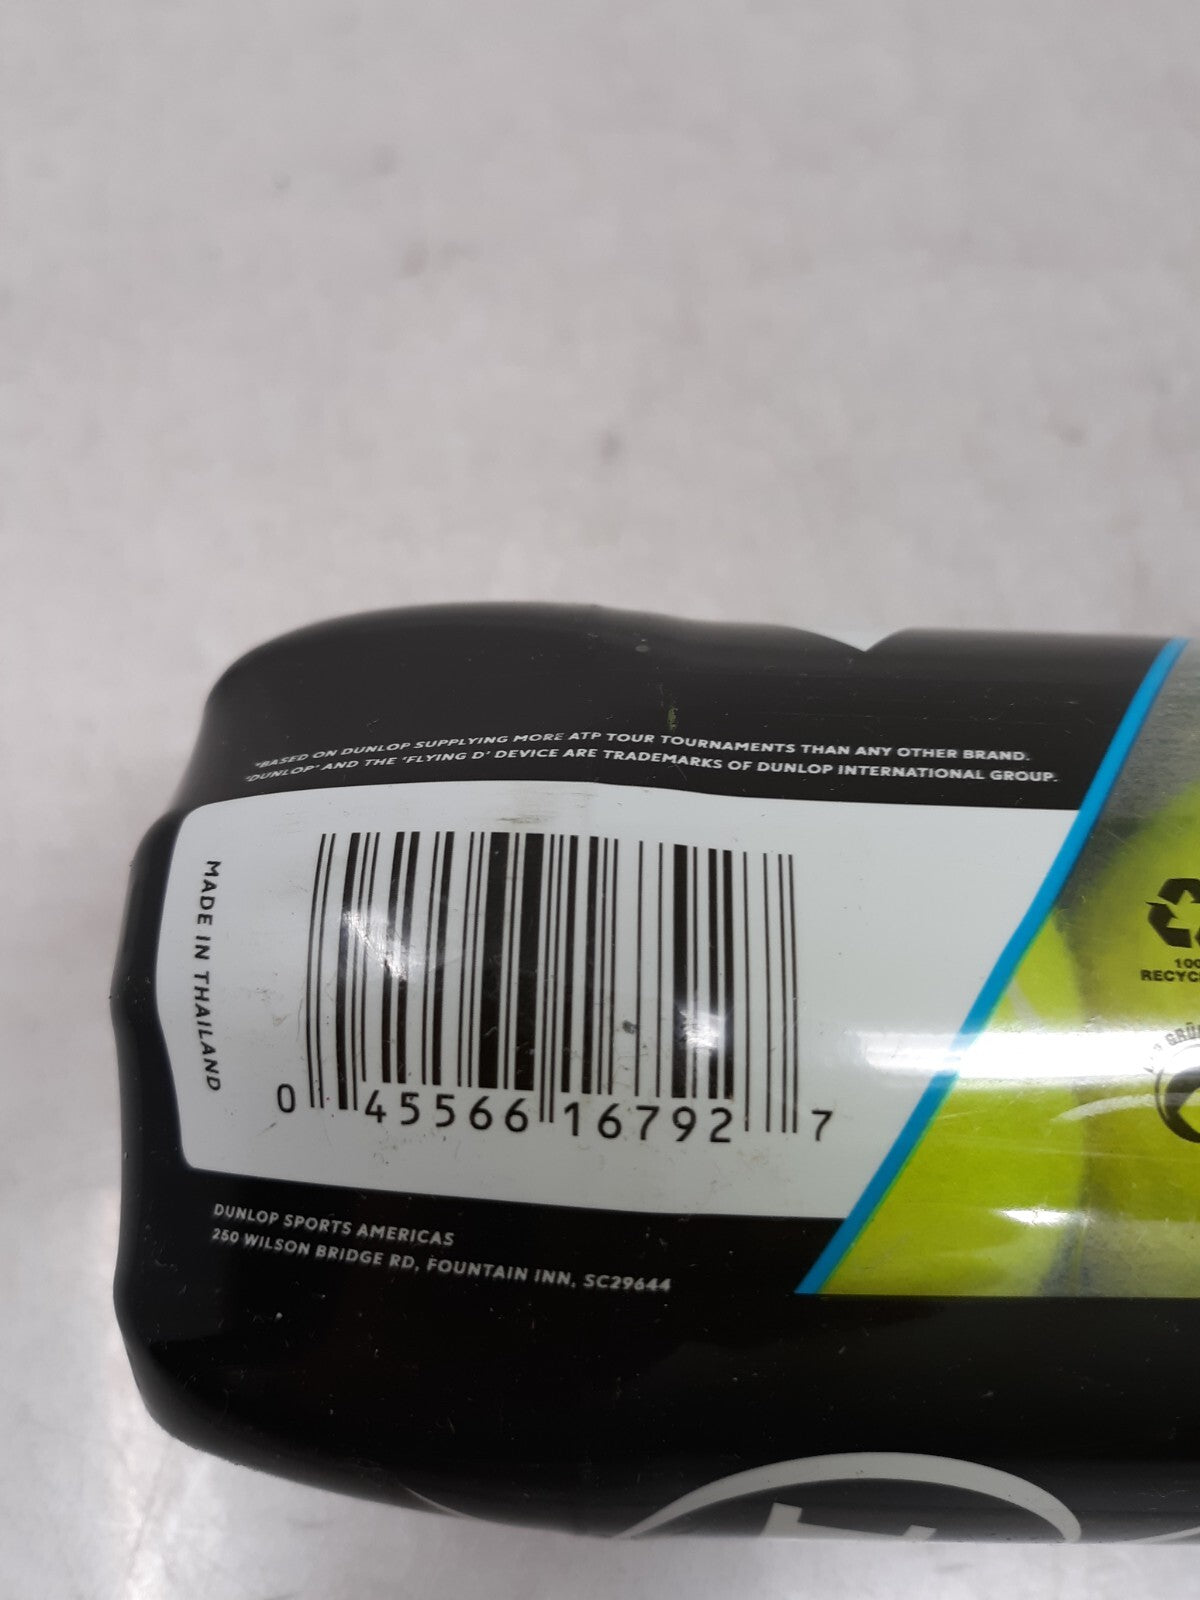 *BASED ON DUNLOP SUPPLYING MORE ATP TOUR TOURNAMENTS THAN ANY OTHER BRAND.
'DUNLOP' AND THE 'FLYING D' DEVICE ARE TRADEMARKS OF DUNLOP INTERNATIONAL GROUP.
MADE IN THAILAND
0 45566 16792 7
DUNLOP SPORTS AMERICAS
250 WILSON BRIDGE RD, FOUNTAIN INN, SC29644